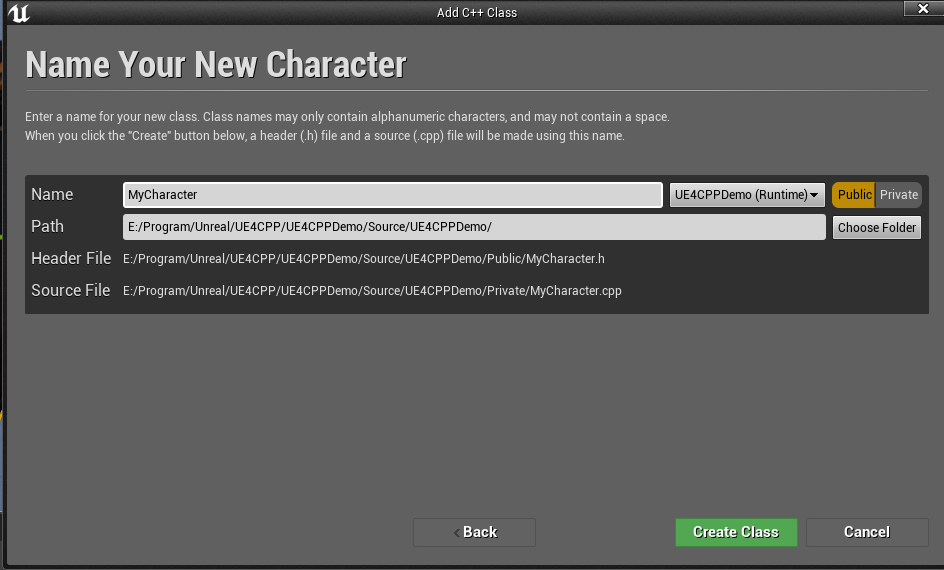 Add C++ Class
Name Your New Character
Enter a name for your new class. Class names may only contain alphanumeric characters, and may not contain a space.
When you click the "Create" button below, a header (.h) file and a source (.cpp) file will be made using this name.
Name MyCharacter UE4CPPDemo (Runtime) Public Private
Path E:/Program/Unreal/UE4CPP/UE4CPPDemo/Source/UE4CPPDemo/ Choose Folder
Header File E:/Program/Unreal/UE4CPP/UE4CPPDemo/Source/UE4CPPDemo/Public/MyCharacter.h
Source File E:/Program/Unreal/UE4CPP/UE4CPPDemo/Source/UE4CPPDemo/Private/MyCharacter.cpp
Back Create Class Cancel